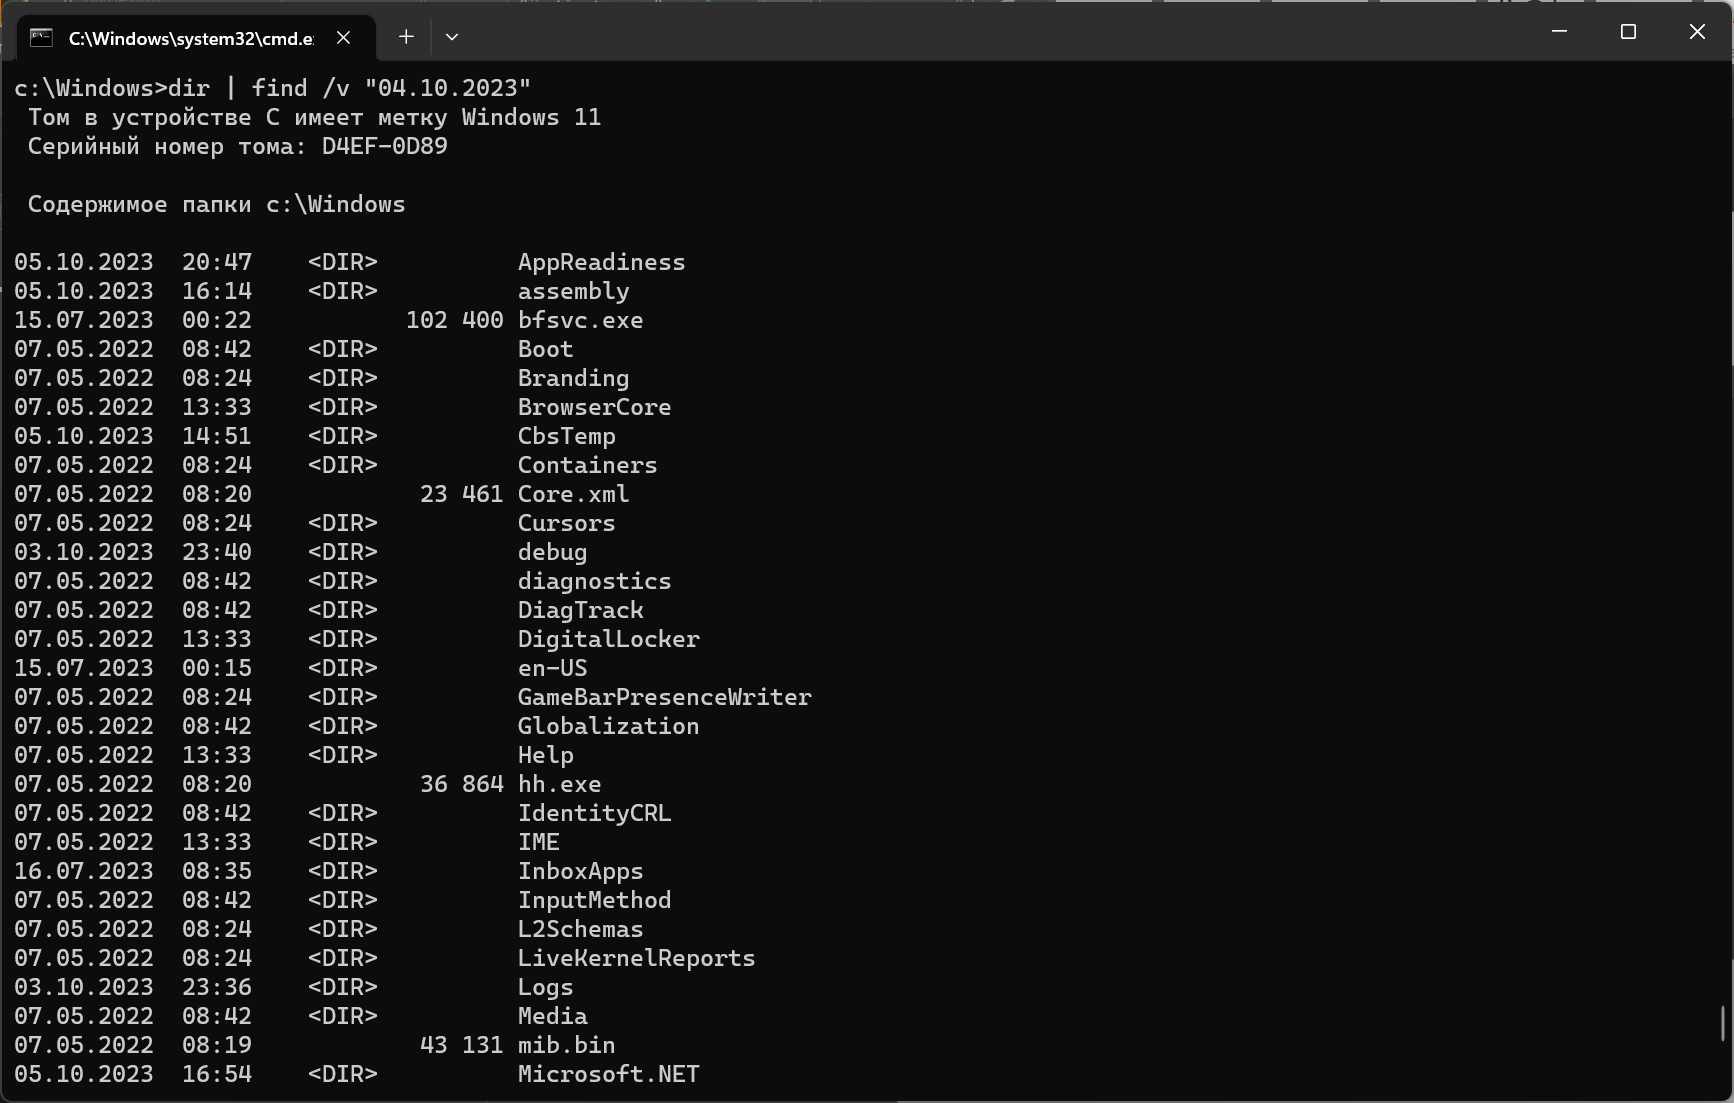 C:\Windows\system32\cmd.e
c:\Windows>dir | find /v "04.10.2023"
Том в устройстве C имеет метку Windows 11
Серийный номер тома: D4EF-0D89
Содержимое папки c:\Windows
05.10.2023  20:47    <DIR>          AppReadiness
05.10.2023  16:14    <DIR>          assembly
15.07.2023  00:22           102 400 bfsvc.exe
07.05.2022  08:42    <DIR>          Boot
07.05.2022  08:24    <DIR>          Branding
07.05.2022  13:33    <DIR>          BrowserCore
05.10.2023  14:51    <DIR>          CbsTemp
07.05.2022  08:24    <DIR>          Containers
07.05.2022  08:20            23 461 Core.xml
07.05.2022  08:24    <DIR>          Cursors
03.10.2023  23:40    <DIR>          debug
07.05.2022  08:42    <DIR>          diagnostics
07.05.2022  08:42    <DIR>          DiagTrack
07.05.2022  13:33    <DIR>          DigitalLocker
15.07.2023  00:15    <DIR>          en-US
07.05.2022  08:24    <DIR>          GameBarPresenceWriter
07.05.2022  08:42    <DIR>          Globalization
07.05.2022  13:33    <DIR>          Help
07.05.2022  08:20            36 864 hh.exe
07.05.2022  08:42    <DIR>          IdentityCRL
07.05.2022  13:33    <DIR>          IME
16.07.2023  08:35    <DIR>          InboxApps
07.05.2022  08:42    <DIR>          InputMethod
07.05.2022  08:24    <DIR>          L2Schemas
07.05.2022  08:24    <DIR>          LiveKernelReports
03.10.2023  23:36    <DIR>          Logs
07.05.2022  08:42    <DIR>          Media
07.05.2022  08:19            43 131 mib.bin
05.10.2023  16:54    <DIR>          Microsoft.NET